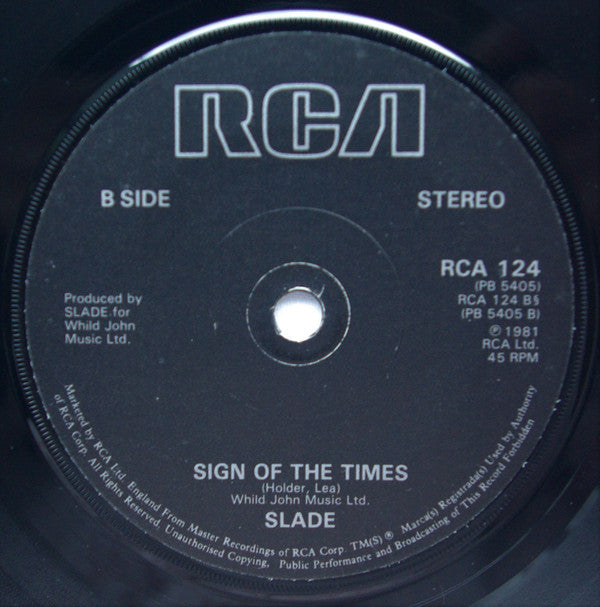 RCA
B SIDE
STEREO
RCA 124
(PB 5405)
RCA 124 B§
(PB 5405 B)
℗ 1981
RCA Ltd.
45 RPM
Produced by
SLADE for
Whild John
Music Ltd.
SIGN OF THE TIMES
(Holder, Lea)
Whild John Music Ltd.
SLADE
Marketed by RCA Ltd. England From Master Recordings of RCA Corp. TM(S) ® Marca(s) Registrada(s) Used by Authority
of RCA Corp. All Rights Reserved. Unauthorised Copying, Public Performance and Broadcasting of This Record Forbidden